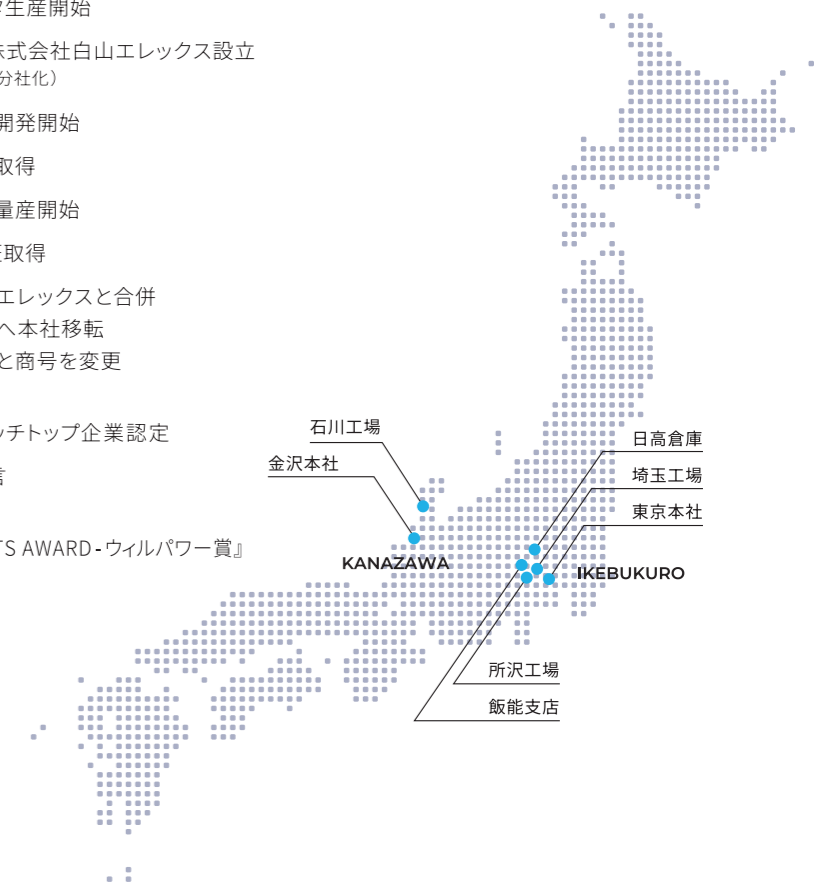 生産開始
株式会社白山エレックス設立
分社化）
開発開始
取得
量産開始
取得
エレックスと合併
へ本社移転
と商号を変更
ッチトップ企業認定
TS AWARD-ウィルパワー賞』
石川工場
金沢本社
KANAZAWA
日高倉庫
埼玉工場
東京本社
IKEBUKURO
所沢工場
飯能支店